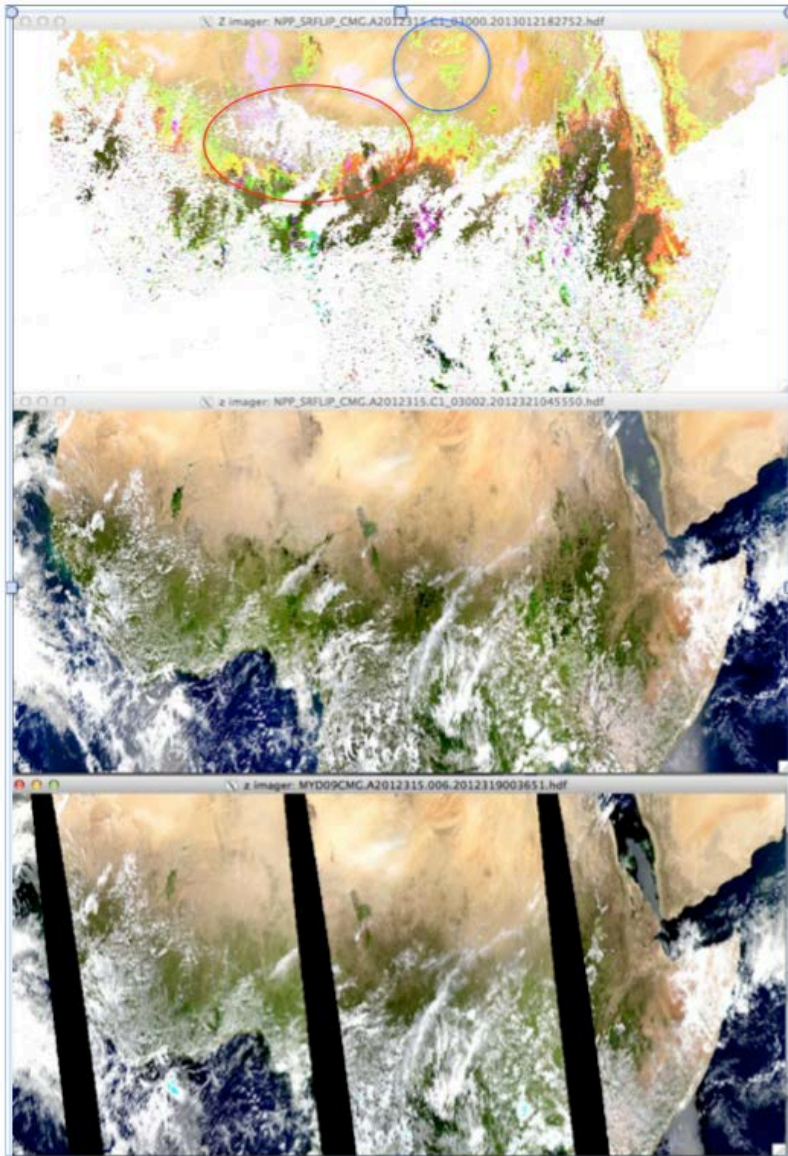 Z imager: NPP_SRFLIP_CMG.A2012315.C1_03000.2013012182752.hdf
z imager: NPP_SRFLIP_CMG.A2012315.C1_03002.2012321045550.hdf
z imager: MYD09CMG.A2012315.006.2012319003651.hdf